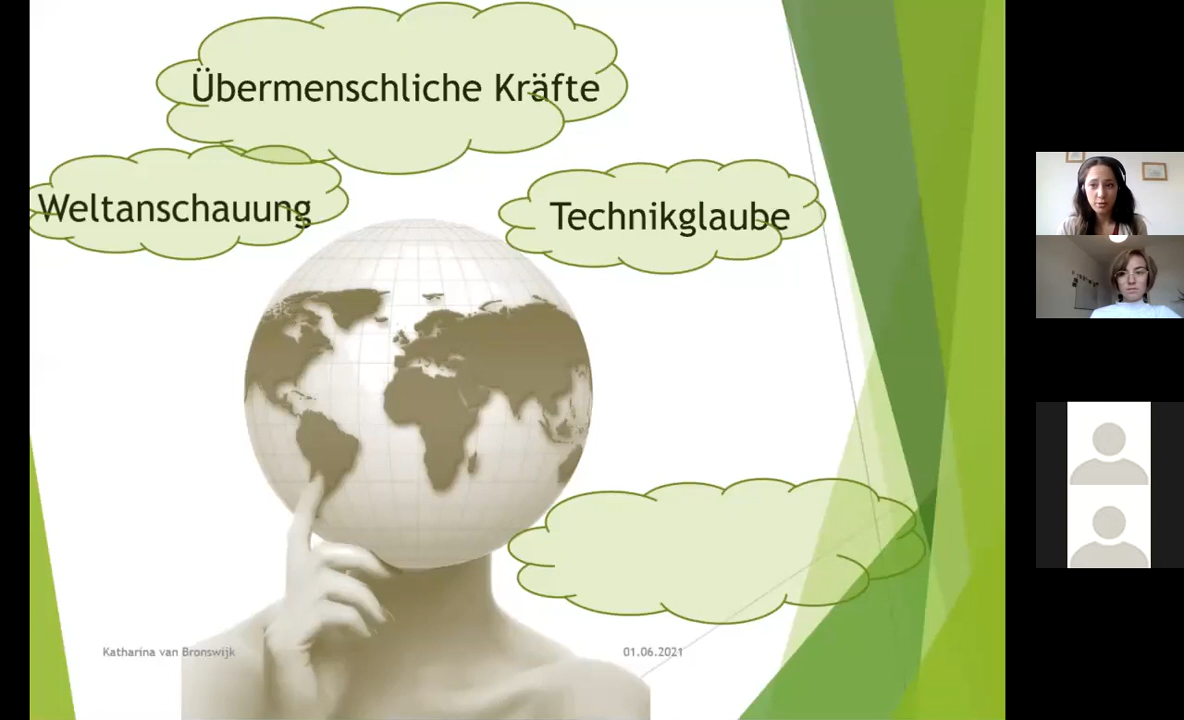 Übermenschliche Kräfte
Weltanschauung
Technikglaube
Katharina van Bronswijk
01.06.2021